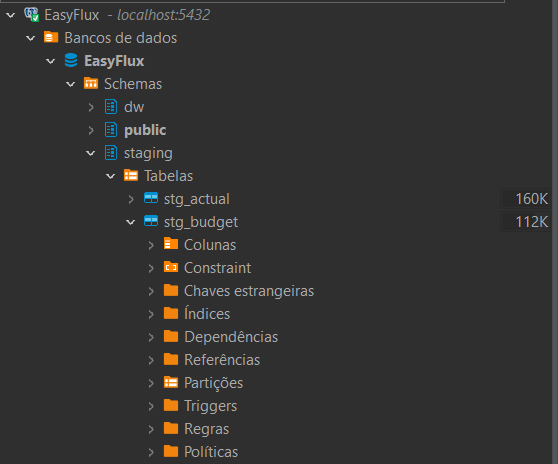 EasyFlux - localhost:5432
Bancos de dados
EasyFlux
Schemas
dw
public
staging
Tabelas
stg_actual 160K
stg_budget 112K
Colunas
Constraint
Chaves estrangeiras
Índices
Dependências
Referências
Partições
Triggers
Regras
Políticas